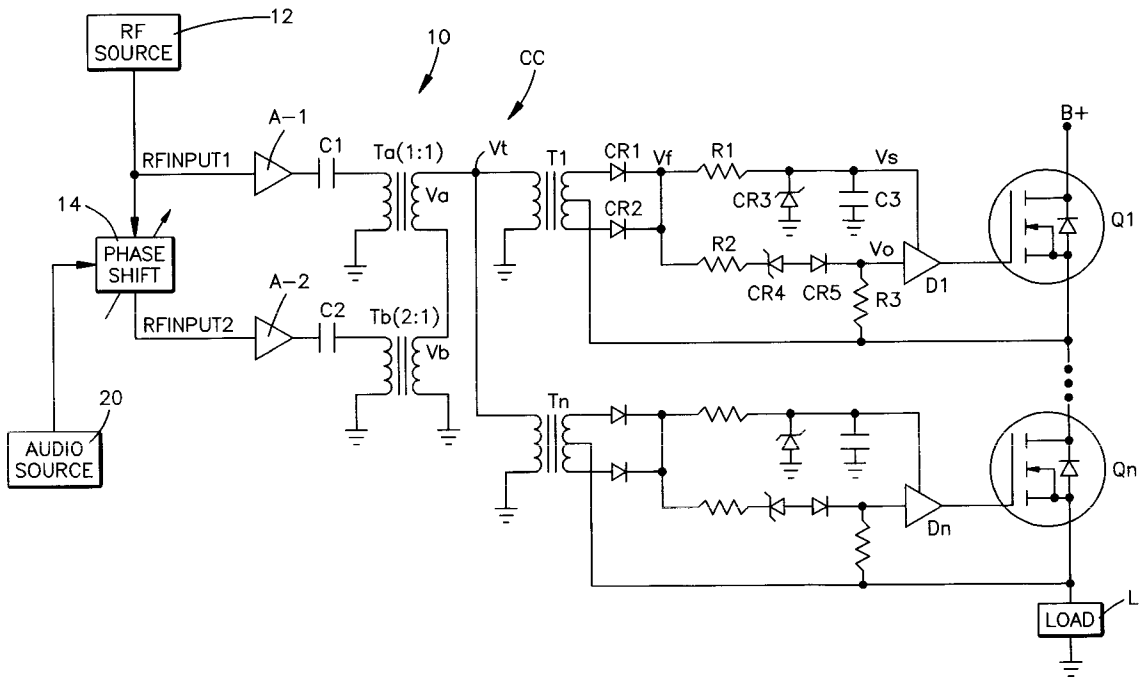 RF
SOURCE
12
10
CC
A-1
C1
RFINPUT1
Ta(1:1)
Va
Vt
T1
CR1
CR2
Vf
R1
Vs
CR3
C3
B+
Q1
14
PHASE
SHIFT
R2
CR4
CR5
Vo
R3
D1
A-2
C2
RFINPUT2
Tb(2:1)
Vb
20
AUDIO
SOURCE
Tn
Dn
Qn
LOAD
L